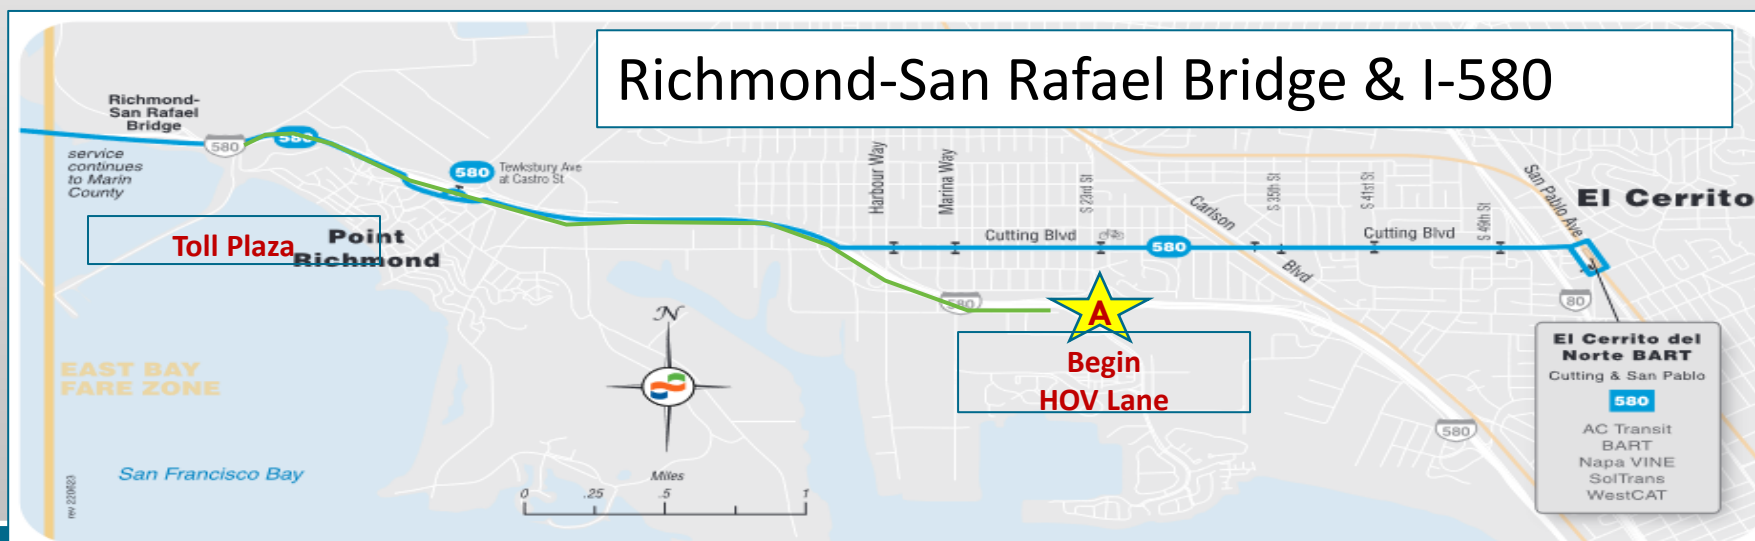 Richmond-San Rafael Bridge & I-580
Richmond-
San Rafael
Bridge
service
continues
to Marin
County
580
580
580
Tewksbury Ave
at Castro St
Toll Plaza
Point
Richmond
Harbour Way
Marina Way
S 23rd St
Carlson
Blvd
S 35th St
S 41st St
S 49th St
San Pablo Ave
El Cerrito
Cutting Blvd
580
Cutting Blvd
580
A
Begin
HOV Lane
80
580
El Cerrito del
Norte BART
Cutting & San Pablo
580
AC Transit
BART
Napa VINE
SolTrans
WestCAT
EAST BAY
FARE ZONE
San Francisco Bay
N
Miles
0 .25 .5 1
rev 220623